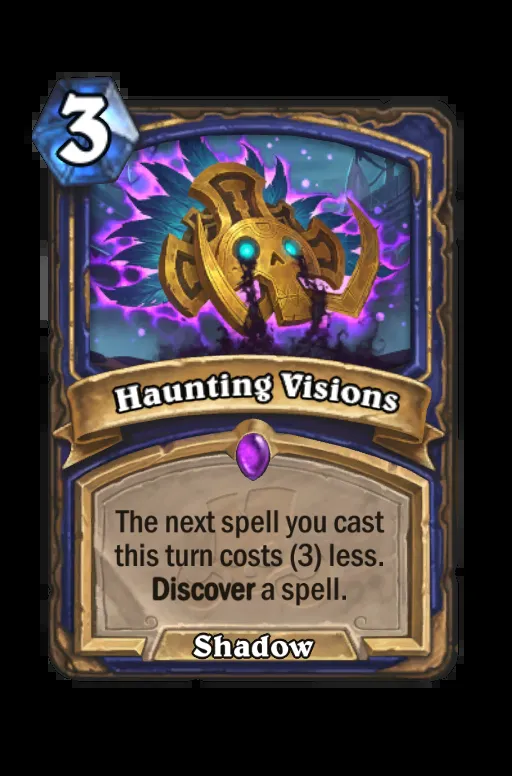 3
Haunting Visions
The next spell you cast
this turn costs (3) less.
Discover a spell.
Shadow